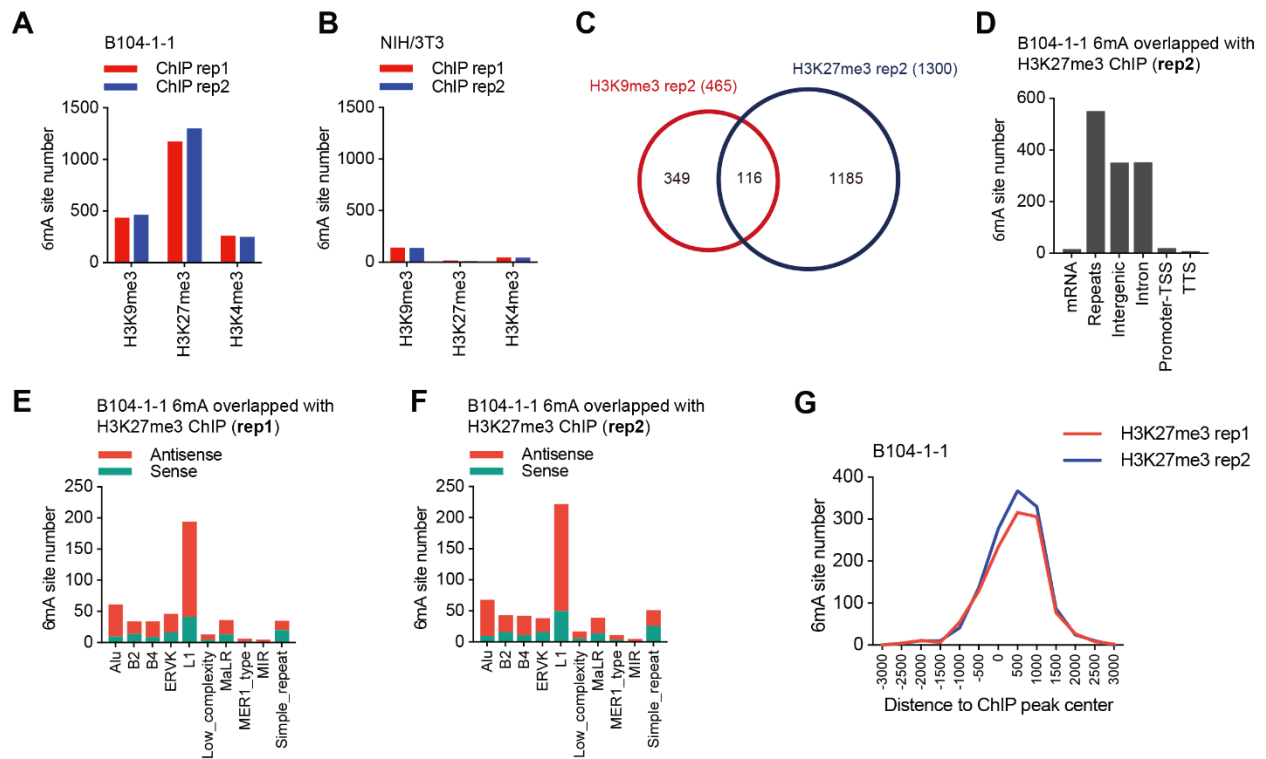 A
B104-1-1
ChIP rep1
ChIP rep2
1500
1000
500
0
6mA site number
H3K9me3
H3K27me3
H3K4me3
B
NIH/3T3
ChIP rep1
ChIP rep2
1500
1000
500
0
6mA site number
H3K9me3
H3K27me3
H3K4me3
C
H3K9me3 rep2 (465)
H3K27me3 rep2 (1300)
349
116
1185
D
B104-1-1 6mA overlapped with
H3K27me3 ChIP (rep2)
600
400
200
0
6mA site number
mRNA
Repeats
Intergenic
Intron
Promoter-TSS
TTS
E
B104-1-1 6mA overlapped with
H3K27me3 ChIP (rep1)
Antisense
Sense
250
200
150
100
50
0
6mA site number
Alu
B2
B4
ERVK
L1
Low_complexity
MaLR
MER1_type
MIR
Simple_repeat
F
B104-1-1 6mA overlapped with
H3K27me3 ChIP (rep2)
Antisense
Sense
250
200
150
100
50
0
6mA site number
Alu
B2
B4
ERVK
L1
Low_complexity
MaLR
MER1_type
MIR
Simple_repeat
G
B104-1-1
H3K27me3 rep1
H3K27me3 rep2
400
300
200
100
0
6mA site number
-3000
-2500
-2000
-1500
-1000
-500
0
500
1000
1500
2000
2500
3000
Distance to ChIP peak center